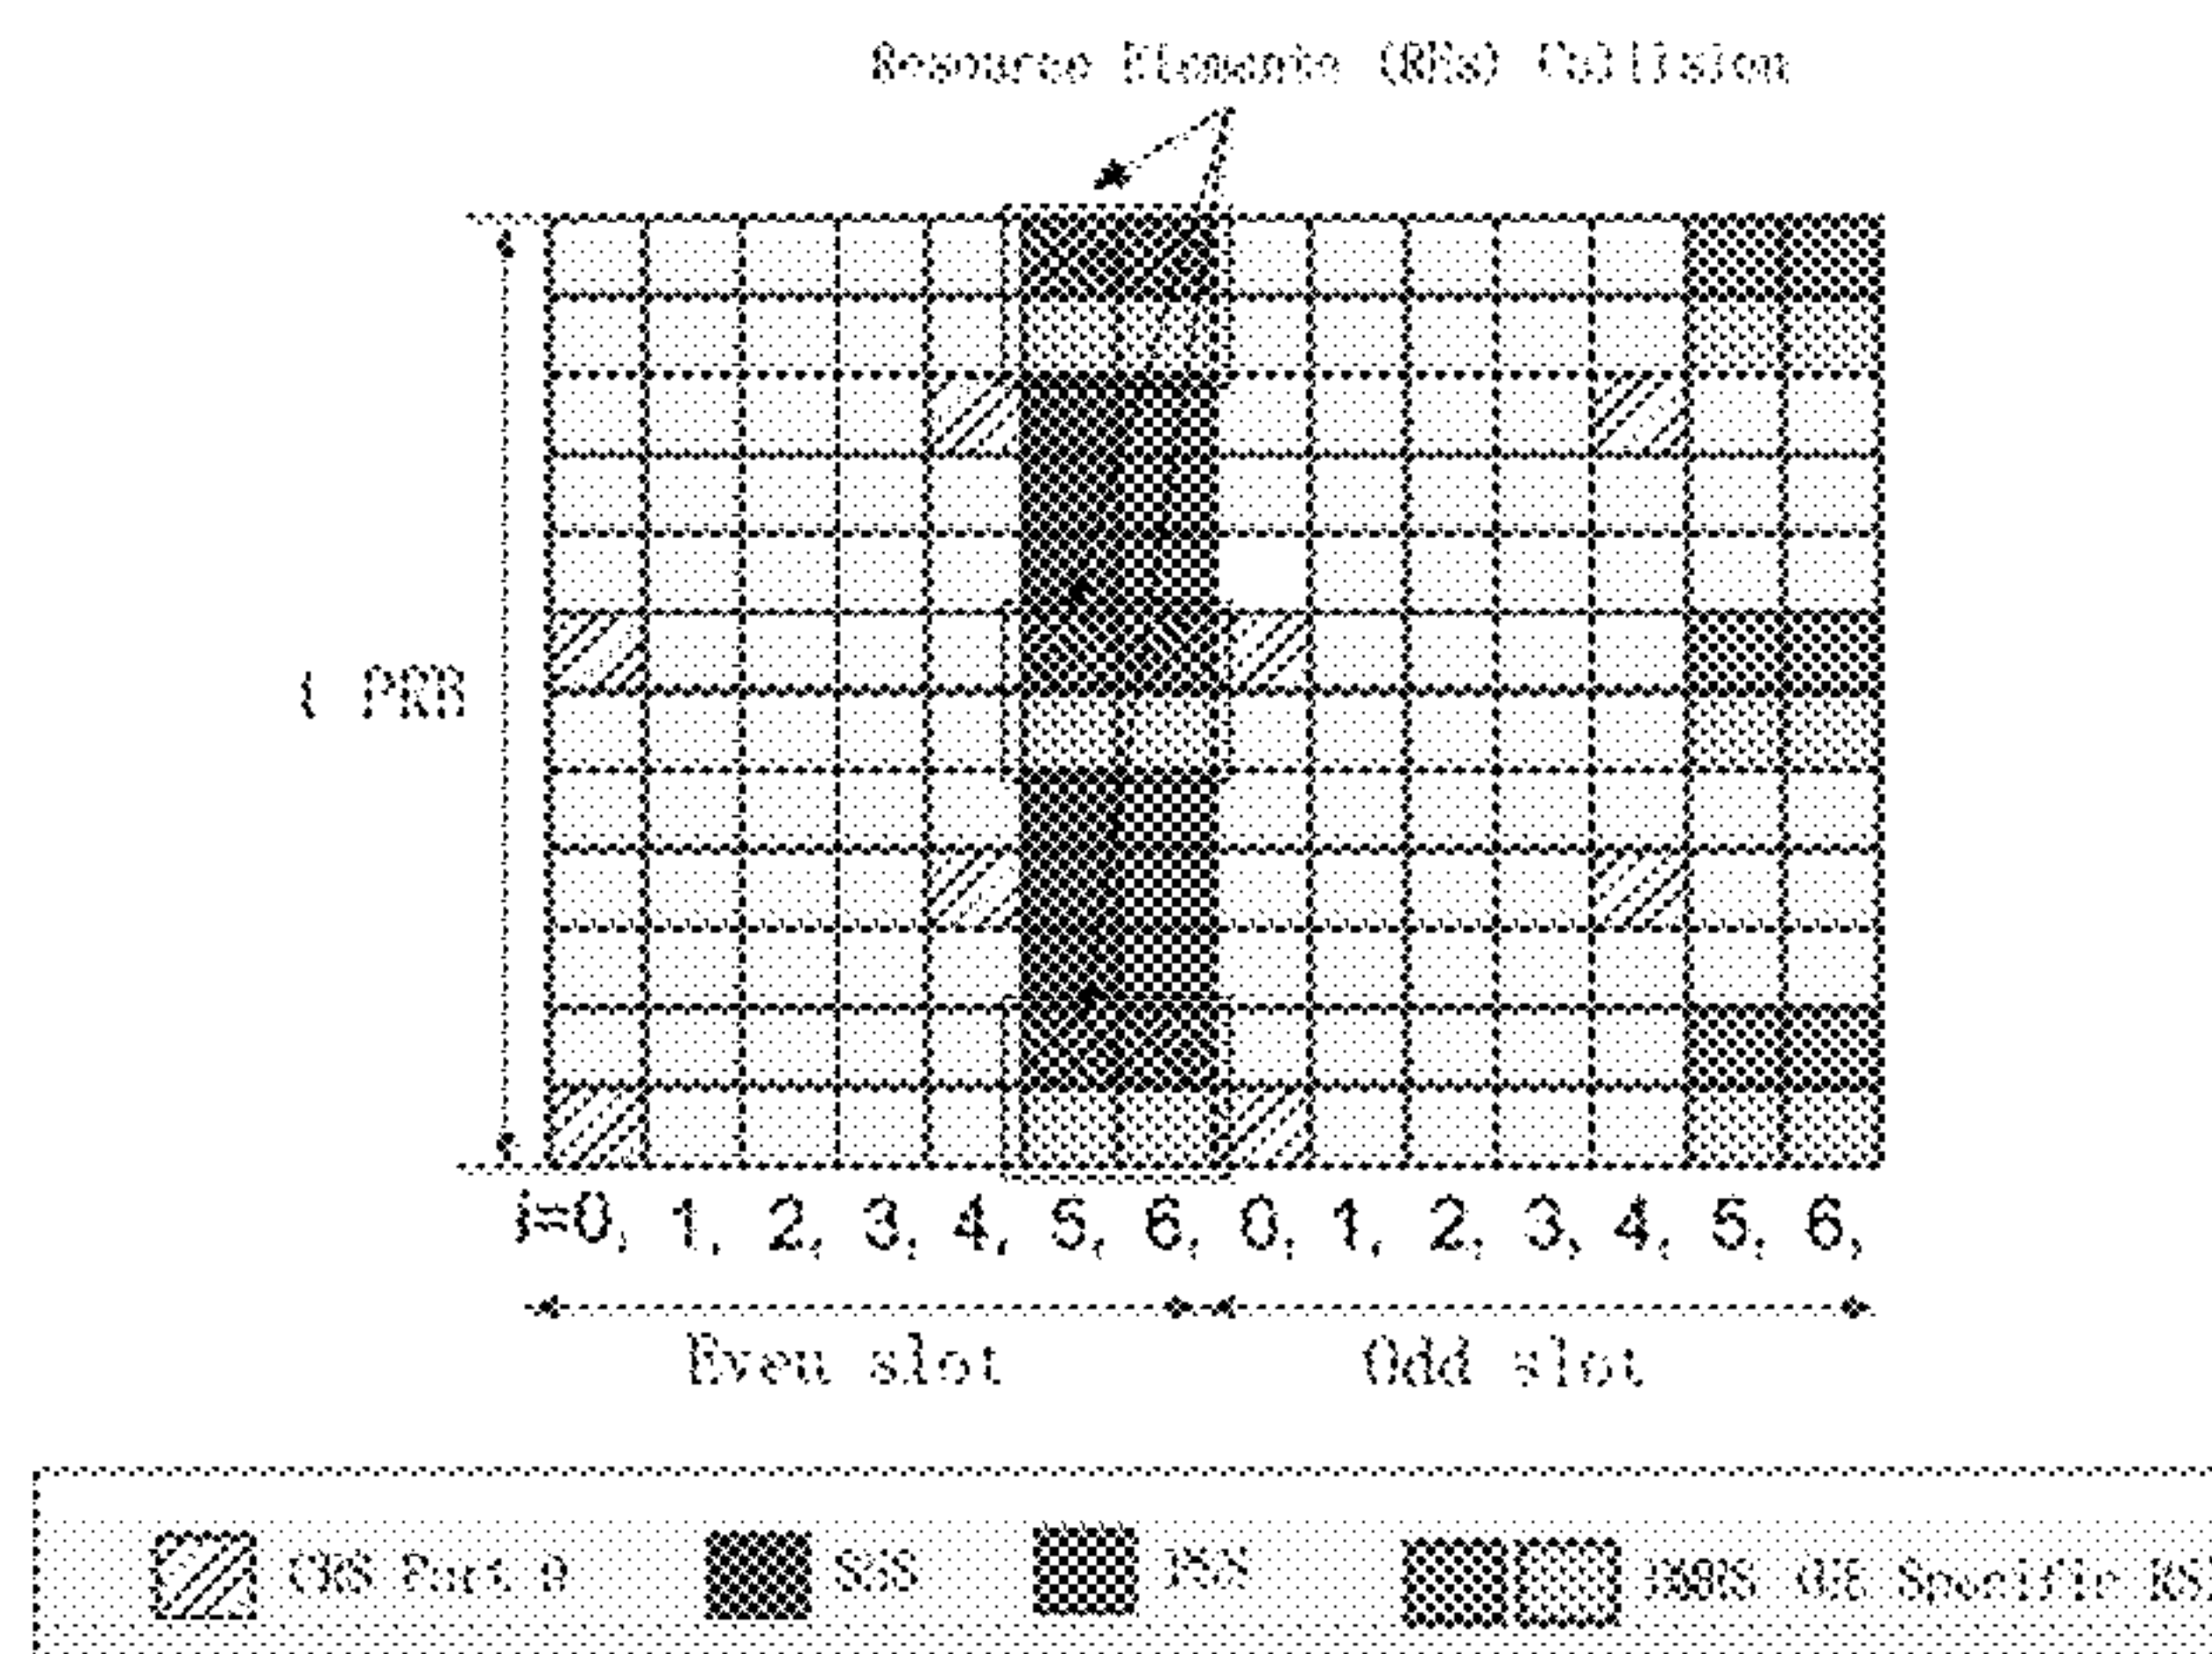 Resource Elements (REs) Collision
1 PRB
i=0, 1, 2, 3, 4, 5, 6, 0, 1, 2, 3, 4, 5, 6,
Even slot Odd slot
CRS Port 0 SSS PSS DMRS (UE Specific RS